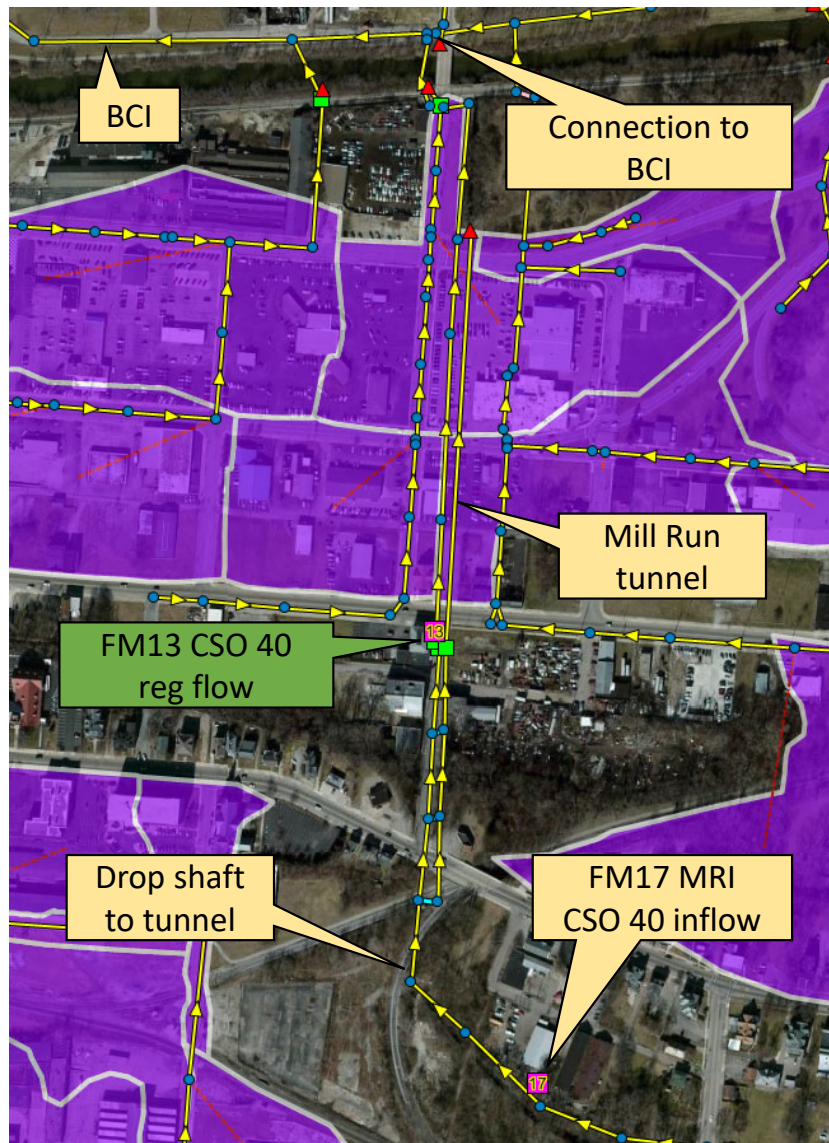 BCI
Connection to
BCI
Mill Run
tunnel
13
FM13 CSO 40
reg flow
Drop shaft
to tunnel
FM17 MRI
CSO 40 inflow
17